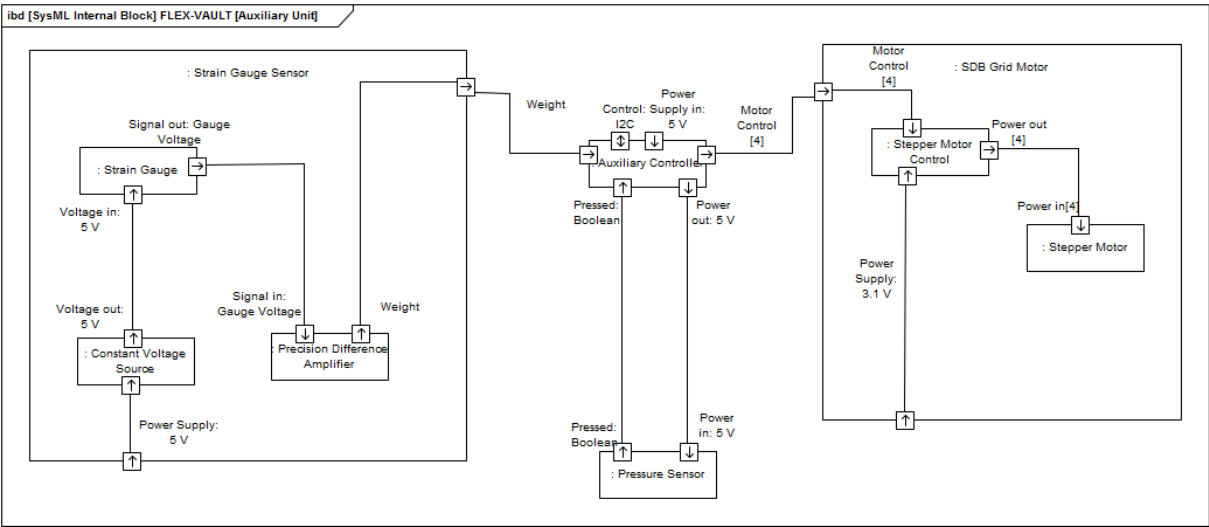 ibd [SysML Internal Block] FLEX-VAULT [Auxiliary Unit]
: Strain Gauge Sensor
Signal out: Gauge
Voltage
: Strain Gauge
Voltage in:
5 V
Voltage out:
5 V
: Constant Voltage
Source
Power Supply:
5 V
Signal in:
Gauge Voltage
Weight
: Precision Difference
Amplifier
Weight
Control:
I2C
Power
Supply in:
5 V
: Auxiliary Controller
Motor
Control
[4]
Pressed:
Boolean
Power
out: 5 V
Pressed:
Boolean
Power
in: 5 V
: Pressure Sensor
Motor
Control
[4]
: SDB Grid Motor
: Stepper Motor
Control
Power out
[4]
Power in[4]
: Stepper Motor
Power
Supply:
3.1 V